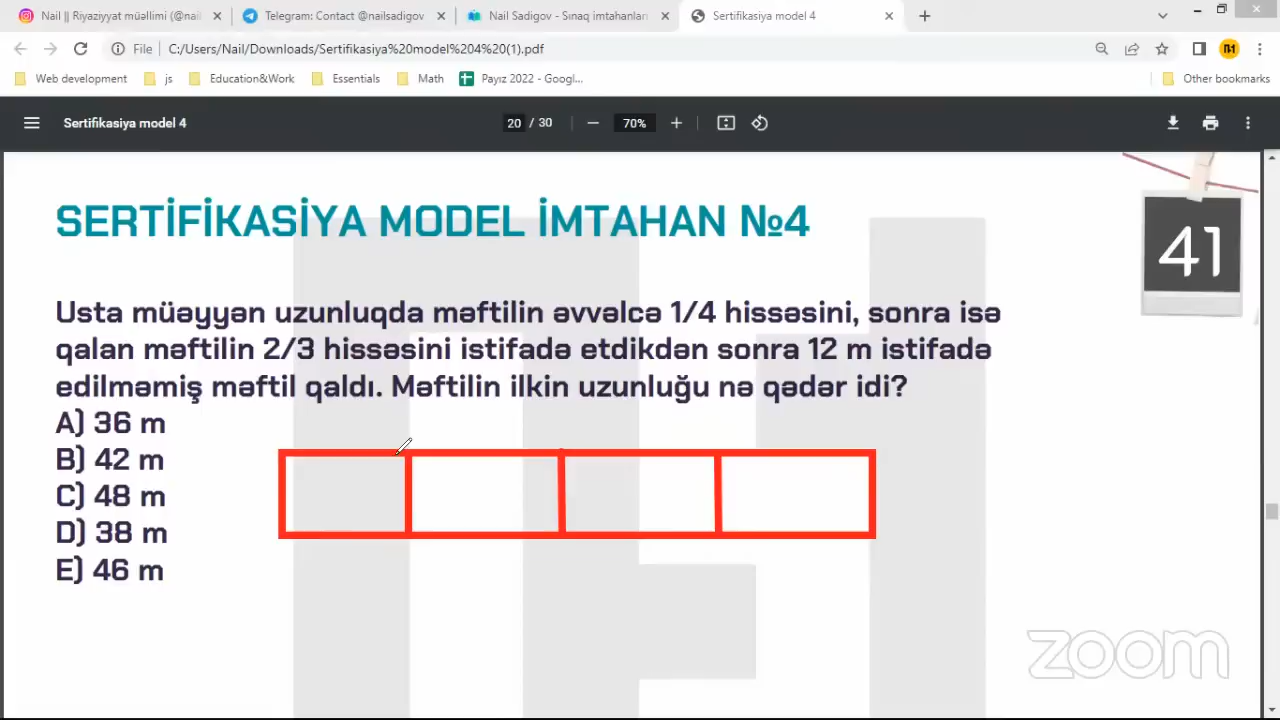 Nail || Riyaziyyat müəllimi (@nail
Telegram: Contact @nailsadigov
Nail Sadigov - Sınaq imtahanları
Sertifikasiya model 4
File
C:/Users/Nail/Downloads/Sertifikasiya%20model%204%20(1).pdf
Web development
js
Education&Work
Essentials
Math
Payız 2022 - Googl...
Other bookmarks
Sertifikasiya model 4
20 / 30
70%
SERTİFİKASİYA MODEL İMTAHAN №4
41
Usta müəyyən uzunluqda məftilin əvvəlcə 1/4 hissəsini, sonra isə
qalan məftilin 2/3 hissəsini istifadə etdikdən sonra 12 m istifadə
edilməmiş məftil qaldı. Məftilin ilkin uzunluğu nə qədər idi?
A) 36 m
B) 42 m
C) 48 m
D) 38 m
E) 46 m
zoom